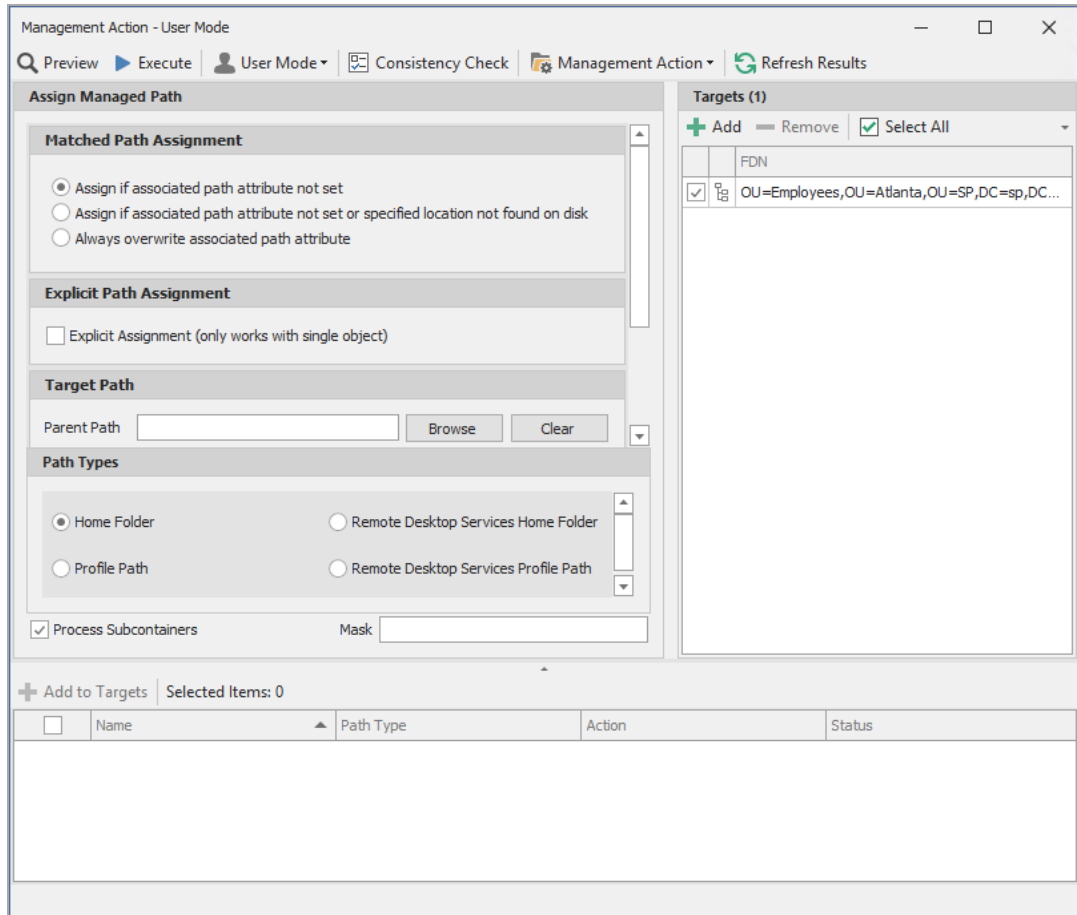 Management Action - User Mode
Preview Execute User Mode Consistency Check Management Action Refresh Results
Assign Managed Path
Matched Path Assignment
Assign if associated path attribute not set
Assign if associated path attribute not set or specified location not found on disk
Always overwrite associated path attribute
Explicit Path Assignment
Explicit Assignment (only works with single object)
Target Path
Parent Path Browse Clear
Path Types
Home Folder Remote Desktop Services Home Folder
Profile Path Remote Desktop Services Profile Path
Process Subcontainers Mask
Targets (1)
Add Remove Select All
FDN
OU=Employees,OU=Atlanta,OU=SP,DC=sp,DC...
Add to Targets Selected Items: 0
Name Path Type Action Status